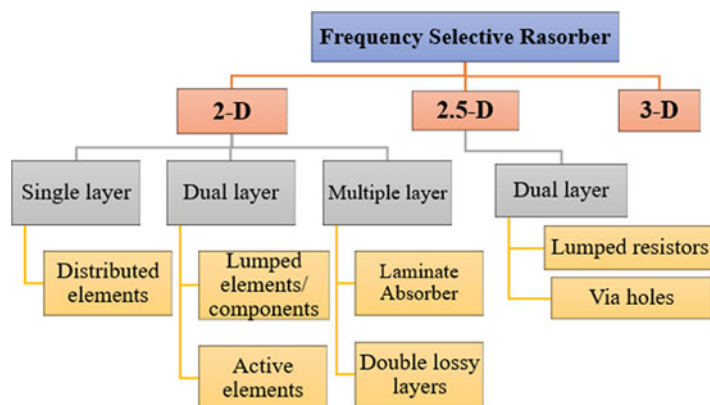 Frequency Selective Rasorber
2-D
2.5-D
3-D
Single layer
Dual layer
Multiple layer
Dual layer
Distributed
elements
Lumped
elements/
components
Active
elements
Laminate
Absorber
Double lossy
layers
Lumped resistors
Via holes